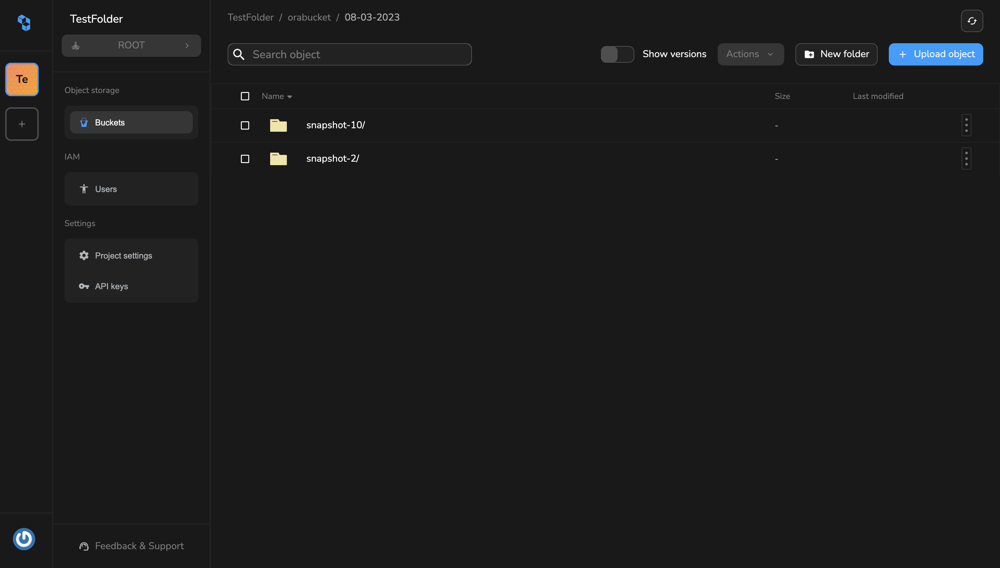 TestFolder
ROOT
Te
+
Object storage
Buckets
IAM
Users
Settings
Project settings
API keys
Feedback & Support
TestFolder / orabucket / 08-03-2023
Search object
Show versions
Actions
New folder
+ Upload object
Name Size Last modified
snapshot-10/ -
snapshot-2/ -